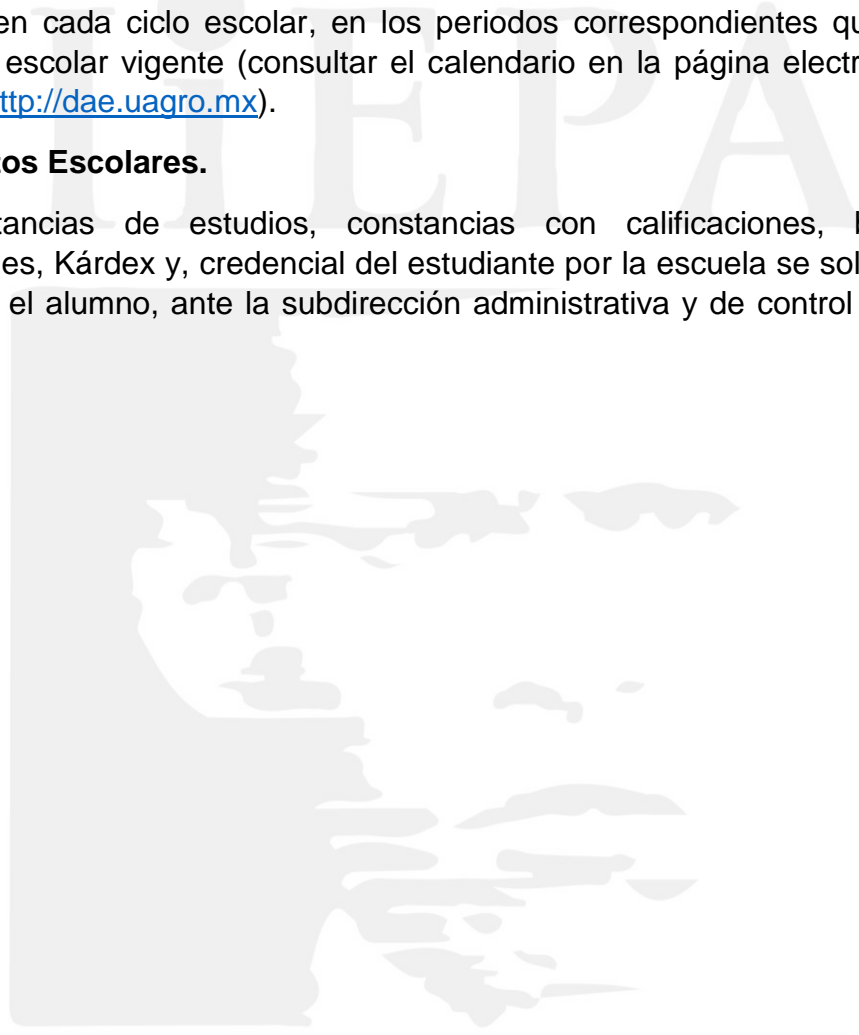 IiEPA
en cada ciclo escolar, en los periodos correspondientes qu
escolar vigente (consultar el calendario en la página electr
ttp://dae.uagro.mx).
tos Escolares.
tancias de estudios, constancias con calificaciones,
es, Kárdex y, credencial del estudiante por la escuela se sol
el alumno, ante la subdirección administrativa y de control